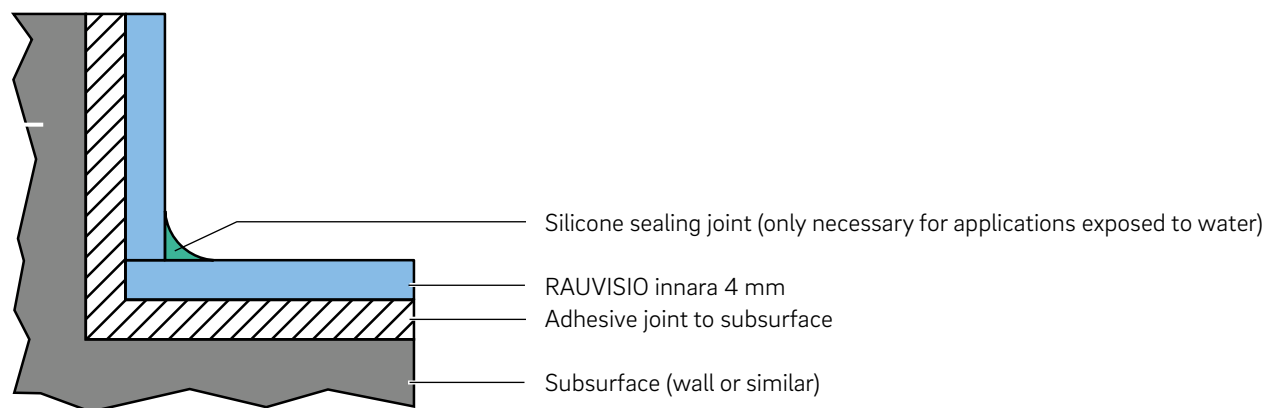 Silicone sealing joint (only necessary for applications exposed to water)
RAUVISIO innara 4 mm
Adhesive joint to subsurface
Subsurface (wall or similar)